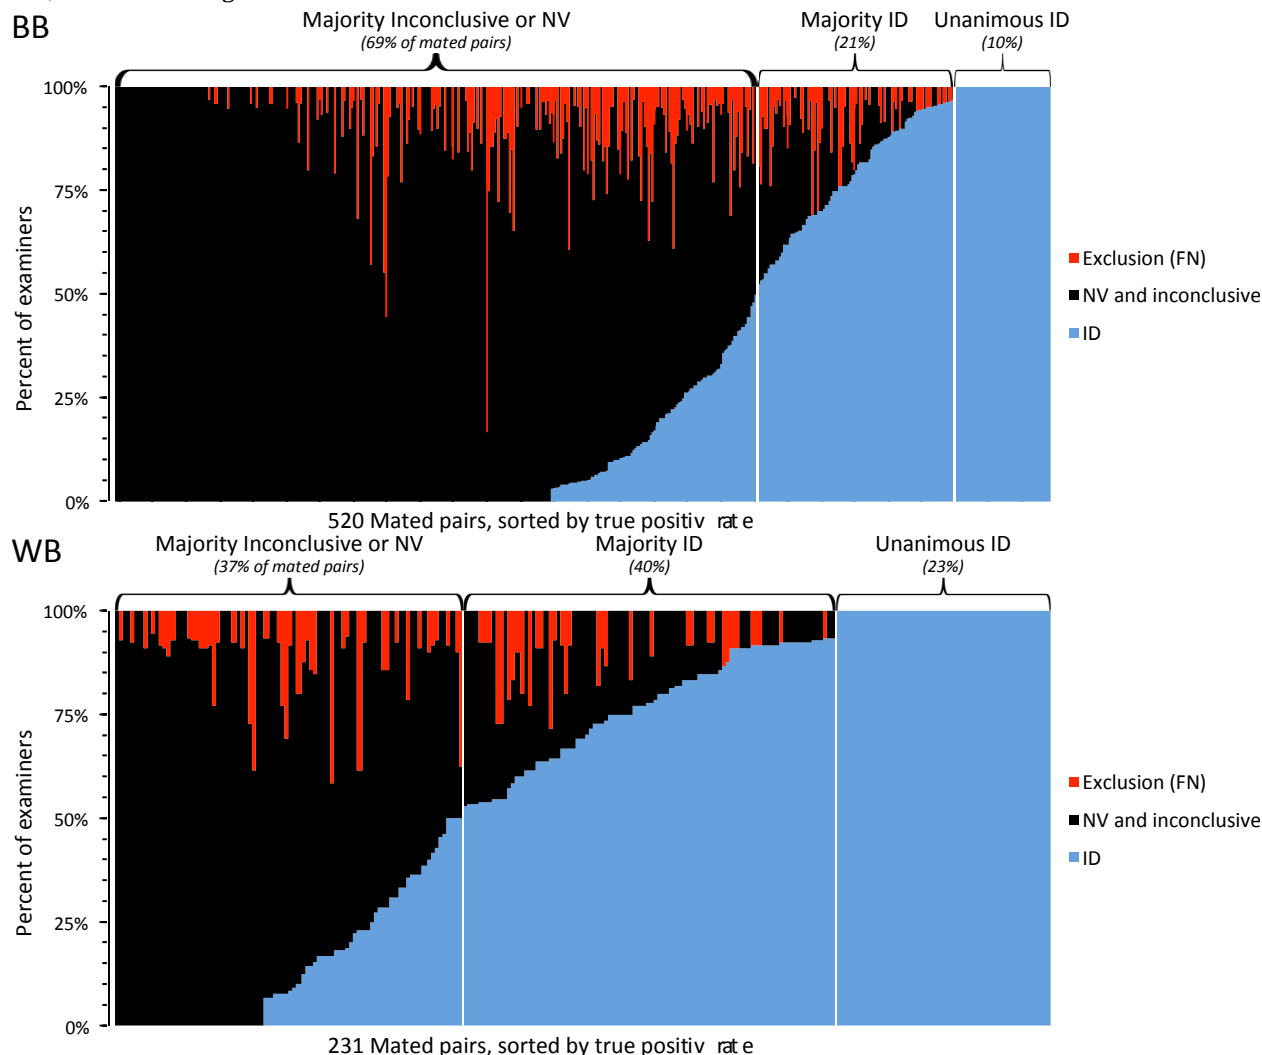 BB
Majority Inconclusive or NV
(69% of mated pairs)
Majority ID
(21%)
Unanimous ID
(10%)
100%
75%
50%
25%
0%
Percent of examiners
Exclusion (FN)
NV and inconclusive
ID
520 Mated pairs, sorted by true positiv rate
WB
Majority Inconclusive or NV
(37% of mated pairs)
Majority ID
(40%)
Unanimous ID
(23%)
100%
75%
50%
25%
0%
Percent of examiners
Exclusion (FN)
NV and inconclusive
ID
231 Mated pairs, sorted by true positiv rate